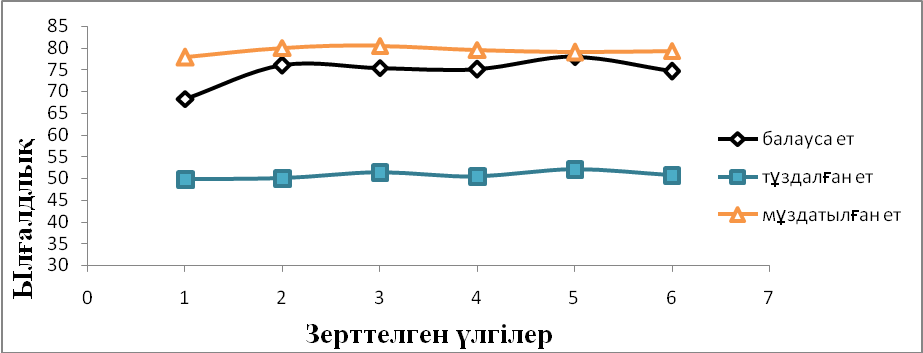 85
80
75
70
65
60
55
50
45
40
35
30
Ылғалдлық
0 1 2 3 4 5 6 7
Зерттелген үлгілер
балауса ет
тұздалған ет
мұздатылған ет